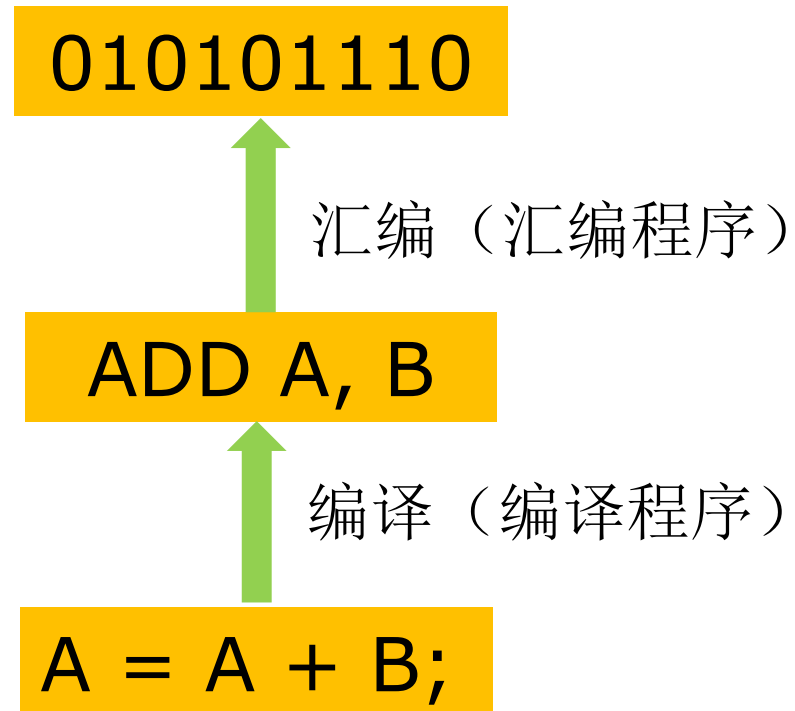 010101110
汇编（汇编程序）
ADD A, B
编译（编译程序）
A = A + B;